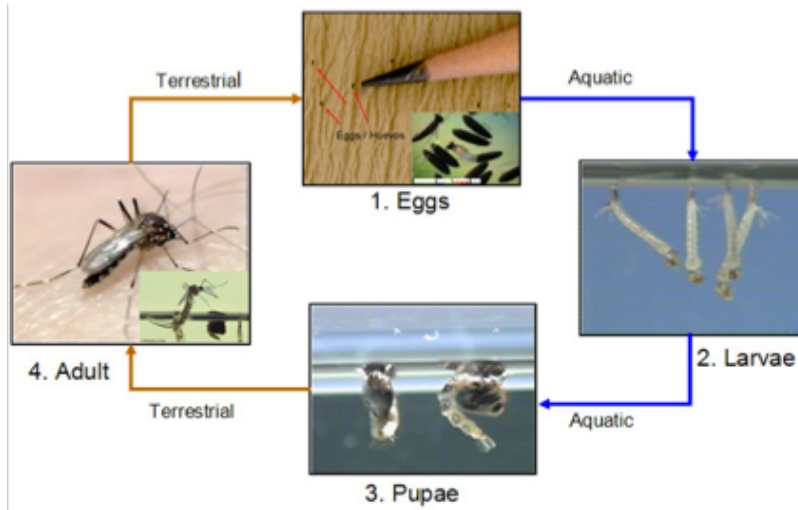 Terrestrial
Aquatic
Eggs / Huevos
1. Eggs
4. Adult
2. Larvae
Terrestrial
Aquatic
3. Pupae